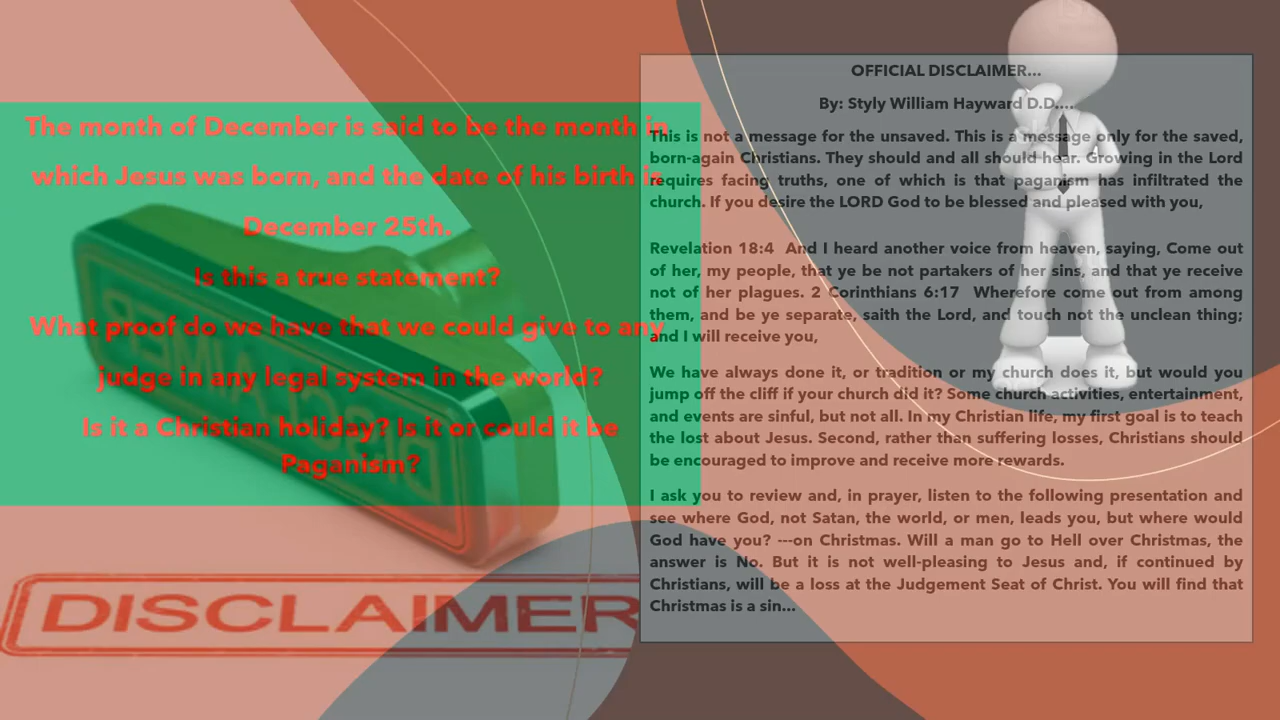 The month of December is said to be the month in
which Jesus was born, and the date of his birth is
December 25th.
Is this a true statement?
What proof do we have that we could give to any
judge in any legal system in the world?
Is it a Christian holiday? Is it or could it be
Paganism?
DISCLAIMER
DISCLAIMER
OFFICIAL DISCLAIMER...
By: Styly William Hayward D.D....
This is not a message for the unsaved. This is a message only for the saved,
born-again Christians. They should and all should hear. Growing in the Lord
requires facing truths, one of which is that paganism has infiltrated the
church. If you desire the LORD God to be blessed and pleased with you,
Revelation 18:4 And I heard another voice from heaven, saying, Come out
of her, my people, that ye be not partakers of her sins, and that ye receive
not of her plagues. 2 Corinthians 6:17 Wherefore come out from among
them, and be ye separate, saith the Lord, and touch not the unclean thing;
and I will receive you,
We have always done it, or tradition or my church does it, but would you
jump off the cliff if your church did it? Some church activities, entertainment,
and events are sinful, but not all. In my Christian life, my first goal is to teach
the lost about Jesus. Second, rather than suffering losses, Christians should
be encouraged to improve and receive more rewards.
I ask you to review and, in prayer, listen to the following presentation and
see where God, not Satan, the world, or men, leads you, but where would
God have you? ---on Christmas. Will a man go to Hell over Christmas, the
answer is No. But it is not well-pleasing to Jesus and, if continued by
Christians, will be a loss at the Judgement Seat of Christ. You will find that
Christmas is a sin...